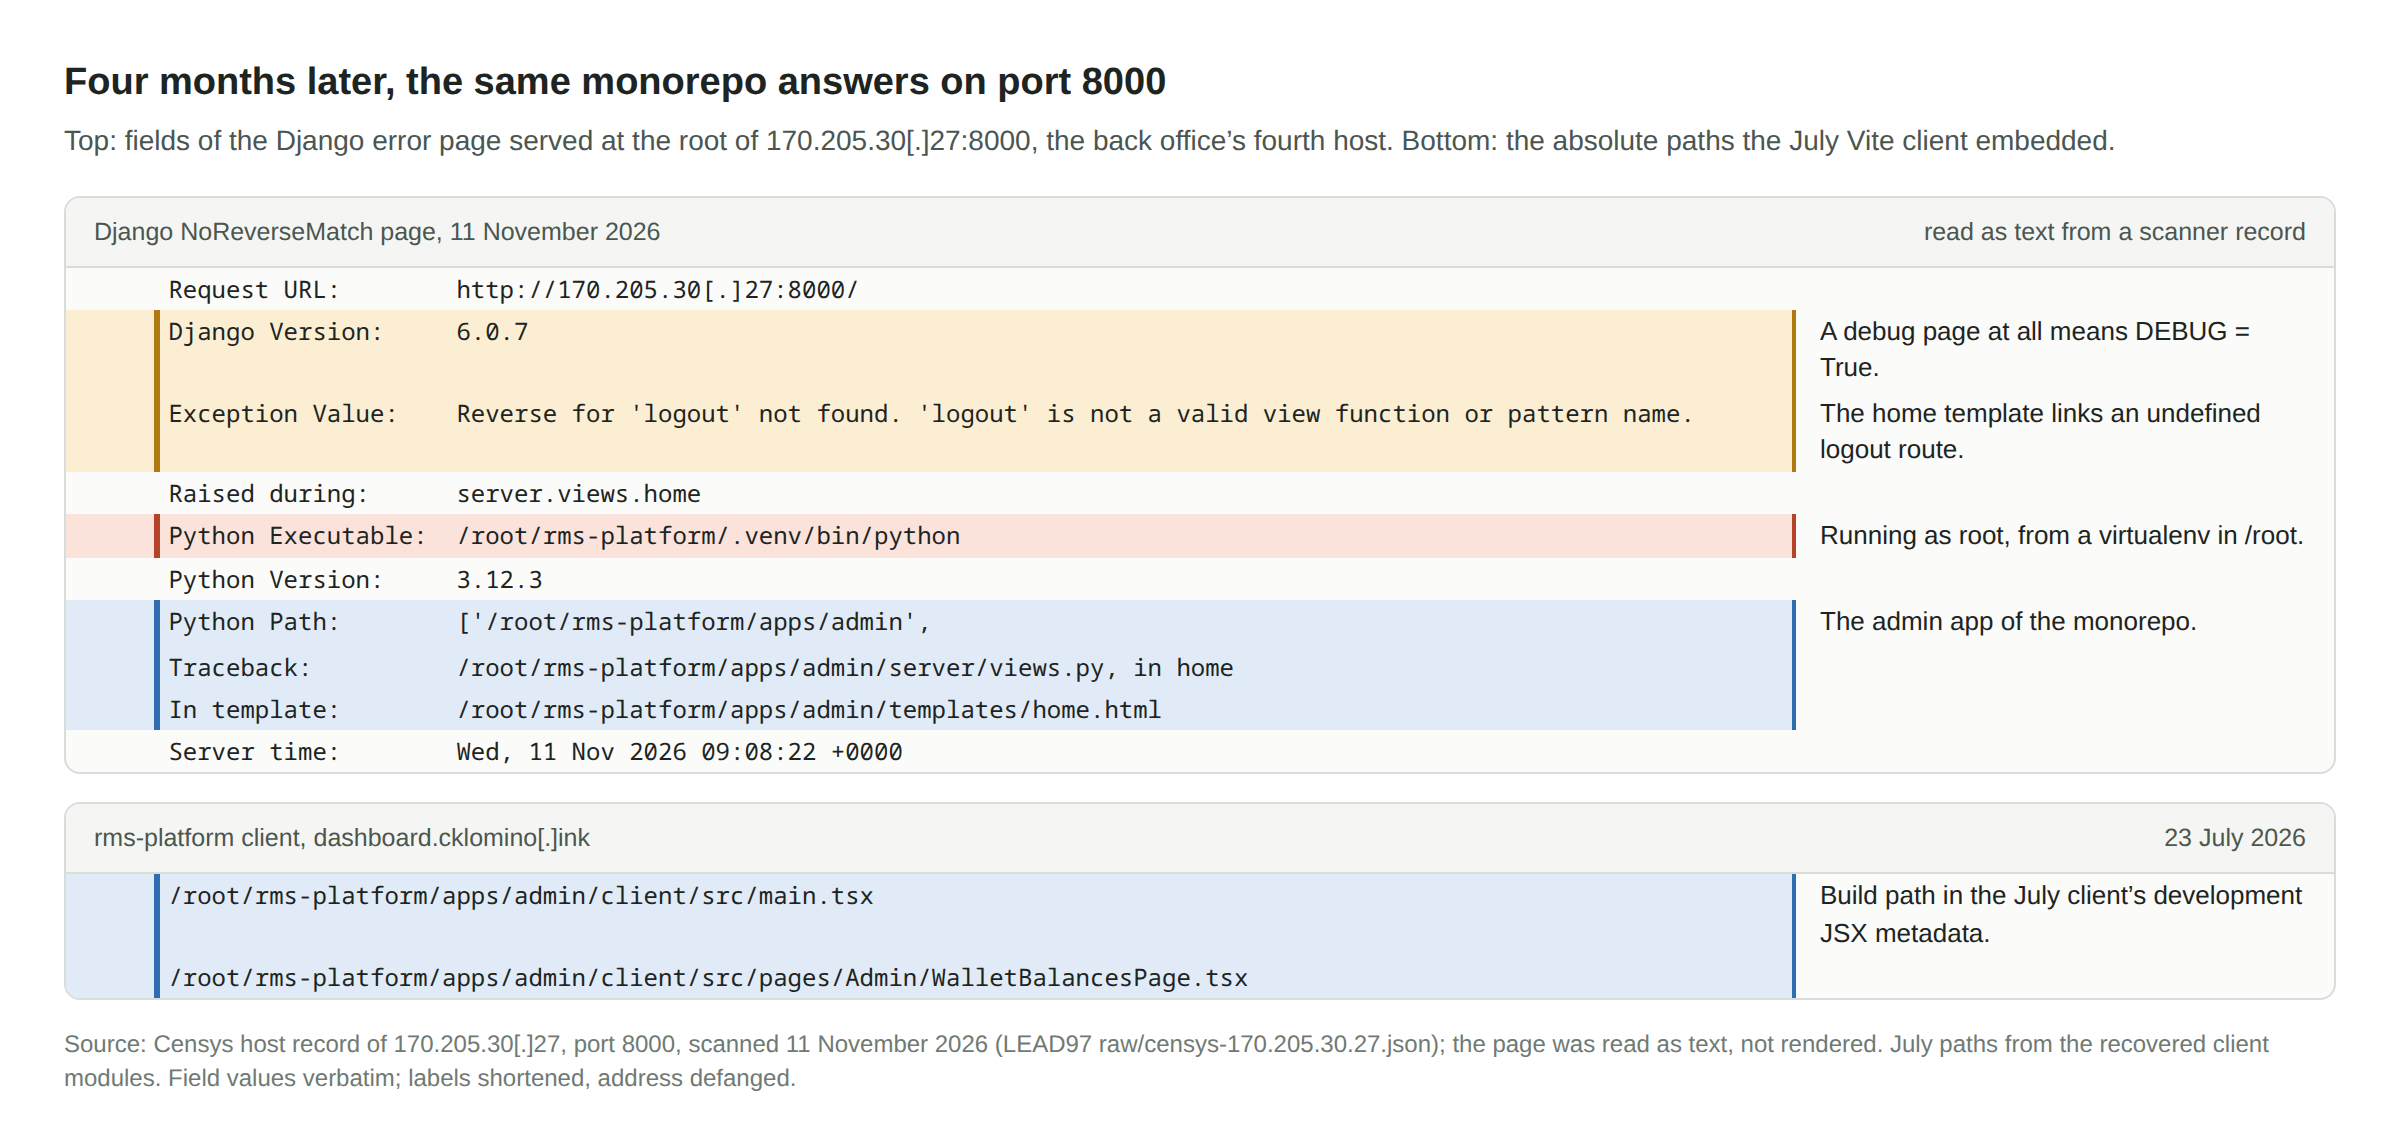 Four months later, the same monorepo answers on port 8000
Top: fields of the Django error page served at the root of 170.205.30[.]27:8000, the back office’s fourth host. Bottom: the absolute paths the July Vite client embedded.
Django NoReverseMatch page, 11 November 2026 read as text from a scanner record
Request URL: http://170.205.30[.]27:8000/
Django Version: 6.0.7 A debug page at all means DEBUG =
True.
Exception Value: Reverse for 'logout' not found. 'logout' is not a valid view function or pattern name. The home template links an undefined
logout route.
Raised during: server.views.home
Python Executable: /root/rms-platform/.venv/bin/python Running as root, from a virtualenv in /root.
Python Version: 3.12.3
Python Path: ['/root/rms-platform/apps/admin', The admin app of the monorepo.
Traceback: /root/rms-platform/apps/admin/server/views.py, in home
In template: /root/rms-platform/apps/admin/templates/home.html
Server time: Wed, 11 Nov 2026 09:08:22 +0000
rms-platform client, dashboard.cklomino[.]ink 23 July 2026
/root/rms-platform/apps/admin/client/src/main.tsx Build path in the July client’s development
JSX metadata.
/root/rms-platform/apps/admin/client/src/pages/Admin/WalletBalancesPage.tsx
Source: Censys host record of 170.205.30[.]27, port 8000, scanned 11 November 2026 (LEAD97 raw/censys-170.205.30.27.json); the page was read as text, not rendered. July paths from the recovered client
modules. Field values verbatim; labels shortened, address defanged.